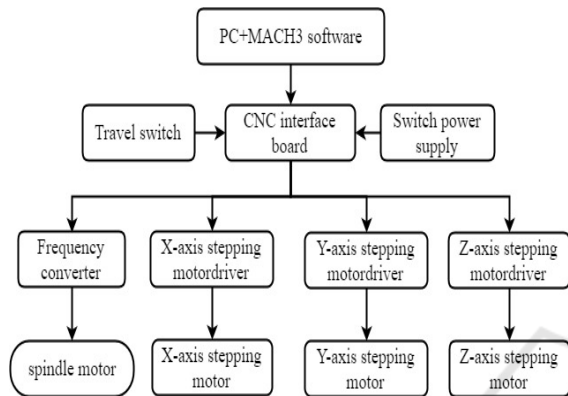 PC+MACH3 software
Travel switch
CNC interface
board
Switch power
supply
Frequency
converter
X-axis stepping
motordriver
Y-axis stepping
motordriver
Z-axis stepping
motordriver
spindle motor
X-axis stepping
motor
Y-axis stepping
motor
Z-axis stepping
motor